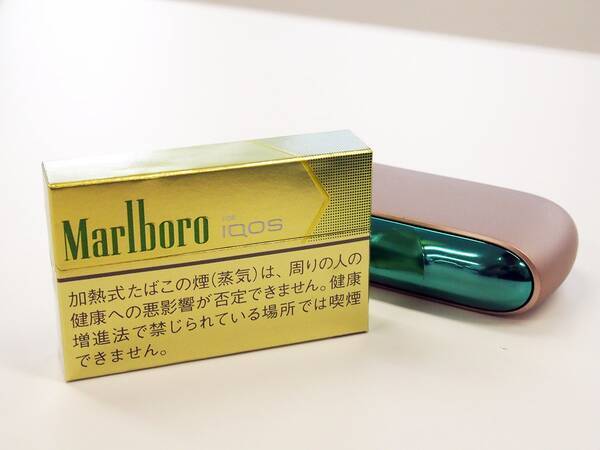 Marlboro FOR IQOS
加熱式たばこの煙(蒸気)は、周りの人の
健康への悪影響が否定できません。健康
増進法で禁じられている場所では喫煙
できません。